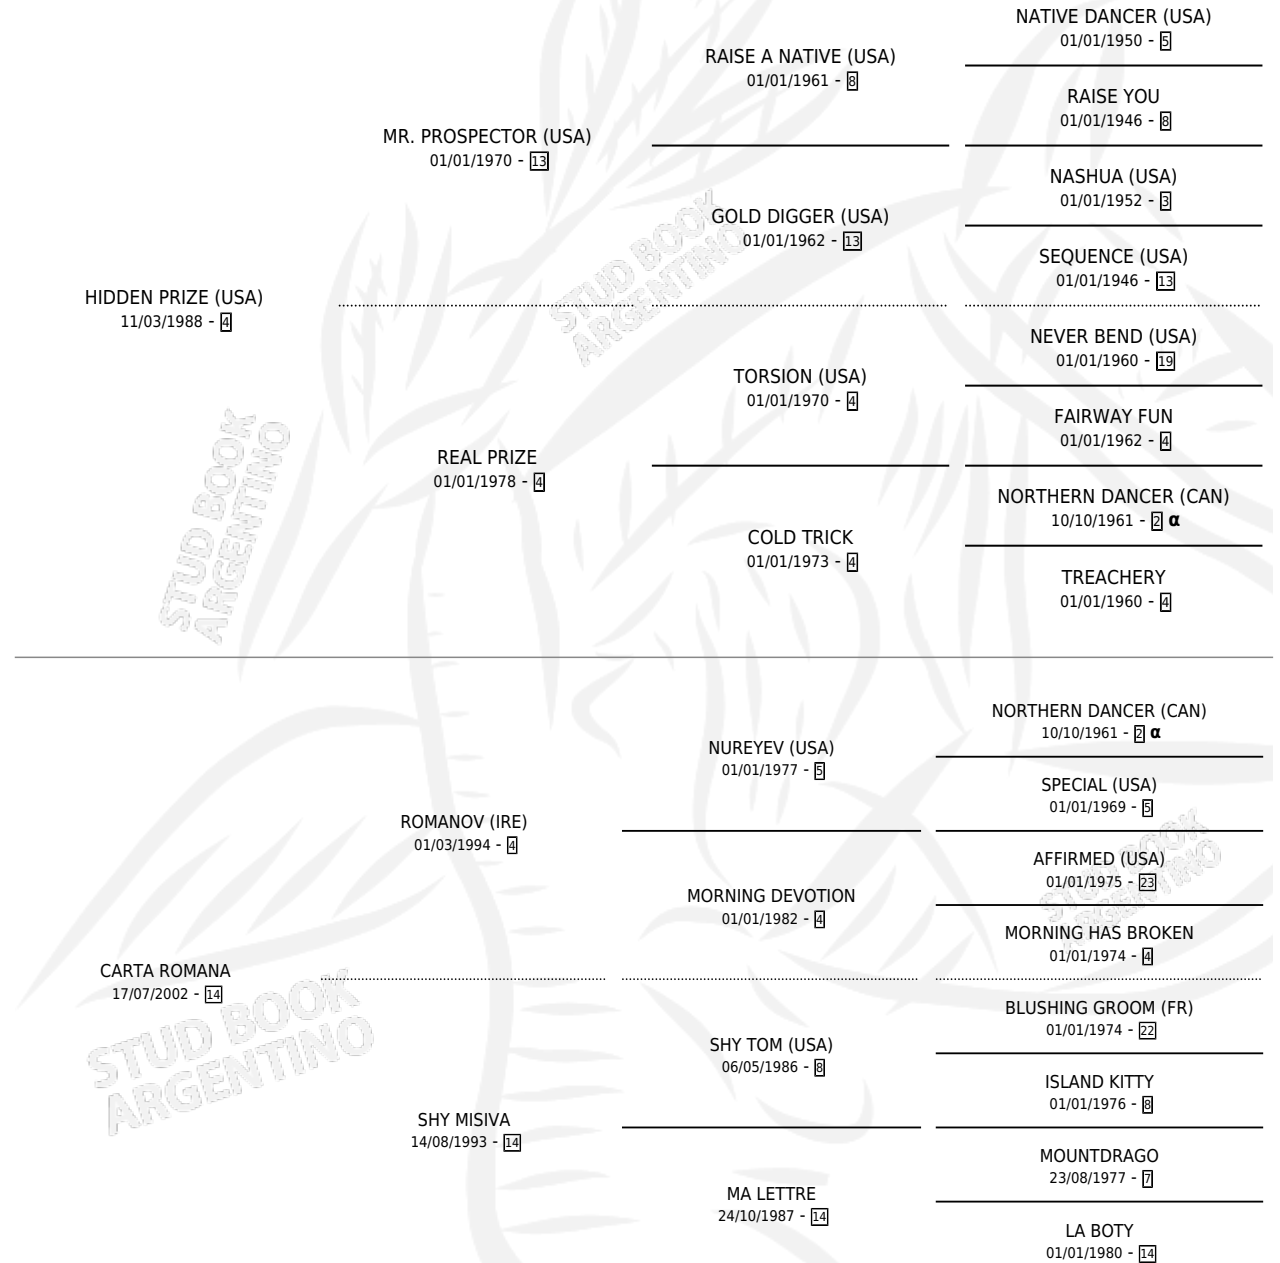 NATIVE DANCER (USA)
01/01/1950 - 5
RAISE A NATIVE (USA)
01/01/1961 - 8
RAISE YOU
01/01/1946 - 8
MR. PROSPECTOR (USA)
01/01/1970 - 13
NASHUA (USA)
01/01/1952 - 3
GOLD DIGGER (USA)
01/01/1962 - 13
SEQUENCE (USA)
01/01/1946 - 13
HIDDEN PRIZE (USA)
11/03/1988 - 4
NEVER BEND (USA)
01/01/1960 - 19
TORSION (USA)
01/01/1970 - 4
FAIRWAY FUN
01/01/1962 - 4
REAL PRIZE
01/01/1978 - 4
NORTHERN DANCER (CAN)
10/10/1961 - 2 α
COLD TRICK
01/01/1973 - 4
TREACHERY
01/01/1960 - 4
NORTHERN DANCER (CAN)
10/10/1961 - 2 α
NUREYEV (USA)
01/01/1977 - 5
SPECIAL (USA)
01/01/1969 - 5
ROMANOV (IRE)
01/03/1994 - 4
AFFIRMED (USA)
01/01/1975 - 23
MORNING DEVOTION
01/01/1982 - 4
MORNING HAS BROKEN
01/01/1974 - 4
CARTA ROMANA
17/07/2002 - 14
BLUSHING GROOM (FR)
01/01/1974 - 22
SHY TOM (USA)
06/05/1986 - 8
ISLAND KITTY
01/01/1976 - 8
SHY MISIVA
14/08/1993 - 14
MOUNTDRAGO
23/08/1977 - 7
MA LETTRE
24/10/1987 - 14
LA BOTY
01/01/1980 - 14
STUD BOOK
ARGENTINO
STUD BOOK
ARGENTINO
STUD BOOK
ARGENTINO
STUD BOOK
ARGENTINO